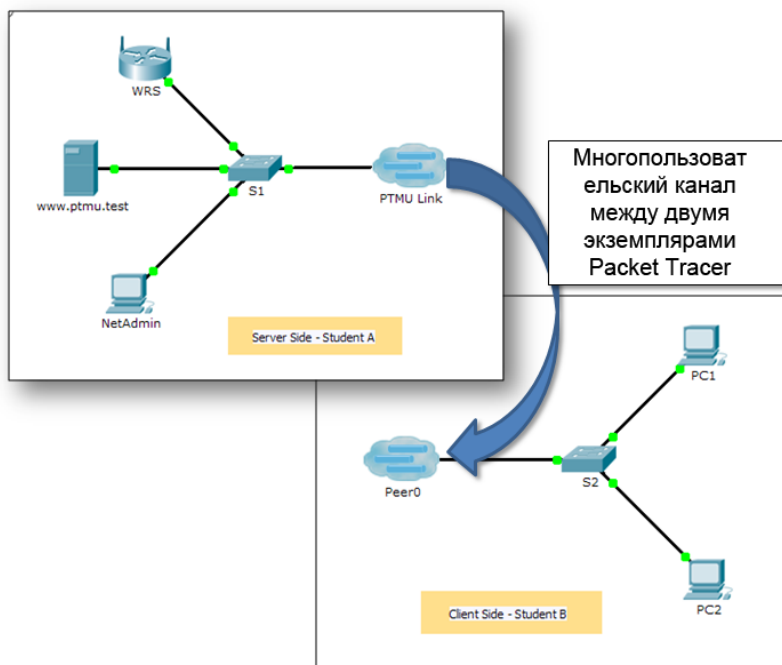 WRS
www.ptmu.test
S1
PTMU Link
NetAdmin
Server Side - Student A
Многопользоват
ельский канал
между двумя
экземплярами
Packet Tracer
PC1
Peer0
S2
PC2
Client Side - Student B